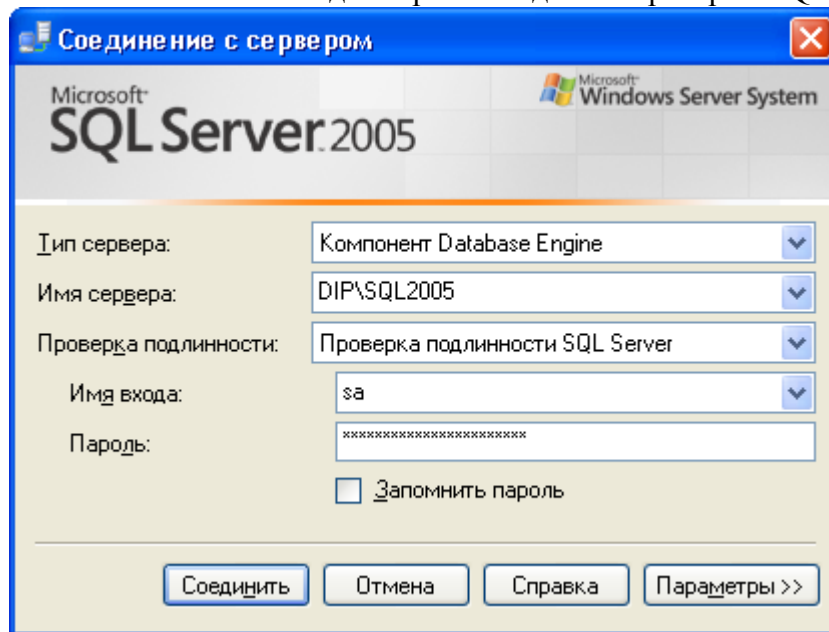 Соединение с сервером
Microsoft
Windows Server System
Microsoft
SQL Server 2005
Тип сервера: Компонент Database Engine
Имя сервера: DIP\SQL2005
Проверка подлинности: Проверка подлинности SQL Server
Имя входа: sa
Пароль: ***********************
Запомнить пароль
Соединить Отмена Справка Параметры >>